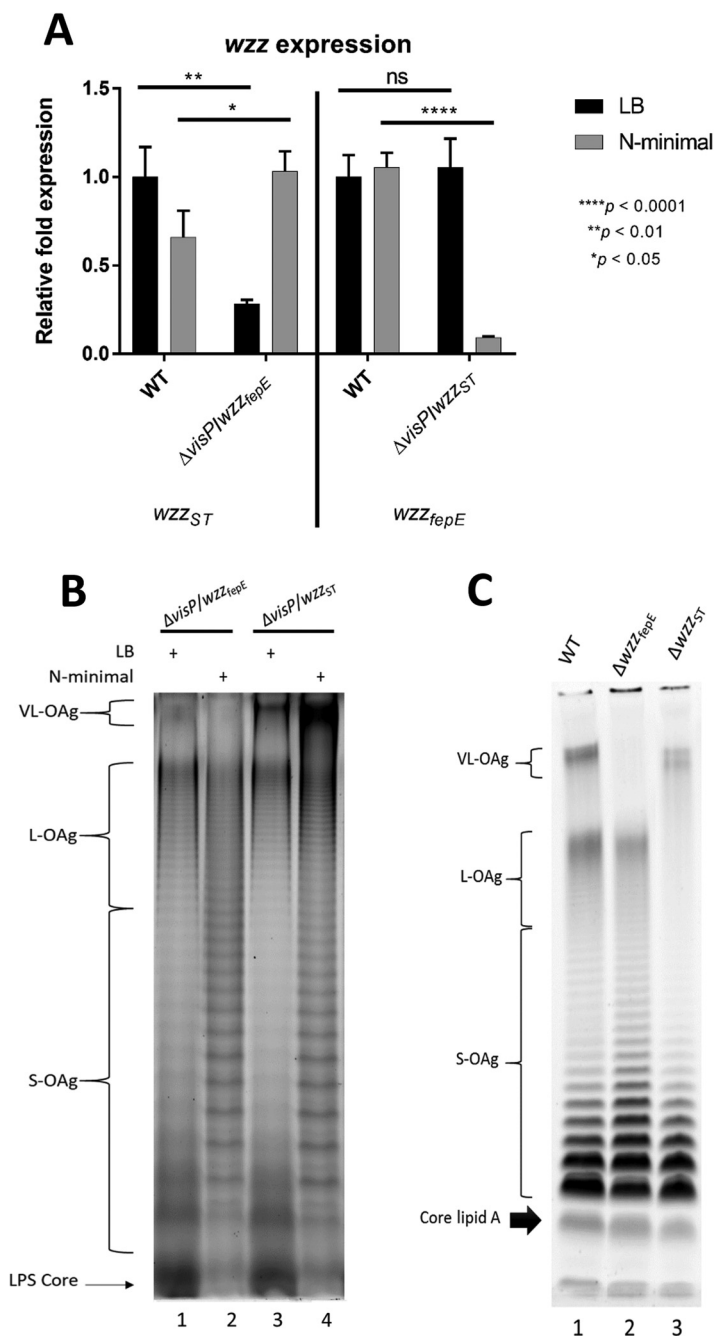 A
wzz expression
** ns
* ****
1.5
1.0
0.5
0.0
Relative fold expression
LB
N-minimal
****p < 0.0001
**p < 0.01
*p < 0.05
WT
ΔvisP/wzzfepE
WT
ΔvisP/wzzST
wzzST
wzzfepE
B
ΔvisP/wzzfepE
ΔvisP/wzzST
LB + +
N-minimal + +
VL-OAg
L-OAg
S-OAg
LPS Core
1 2 3 4
C
WT
ΔwzzfepE
ΔwzzST
VL-OAg
L-OAg
S-OAg
Core lipid A
1 2 3